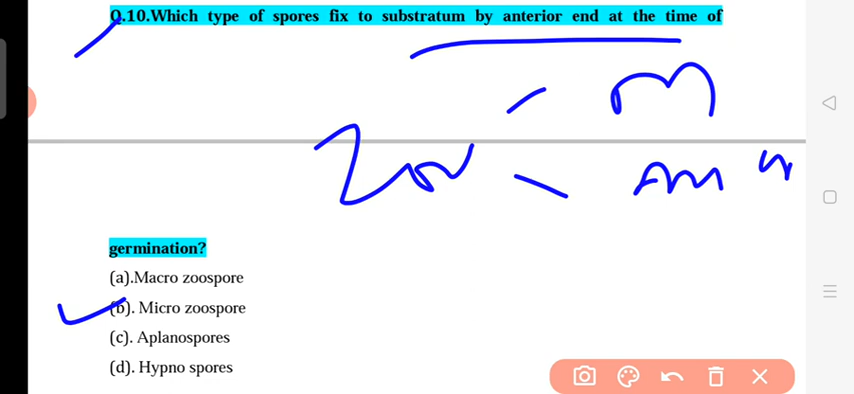 Q.10.Which type of spores fix to substratum by anterior end at the time of
germination?
(a).Macro zoospore
(b). Micro zoospore
(c). Aplanospores
(d). Hypno spores